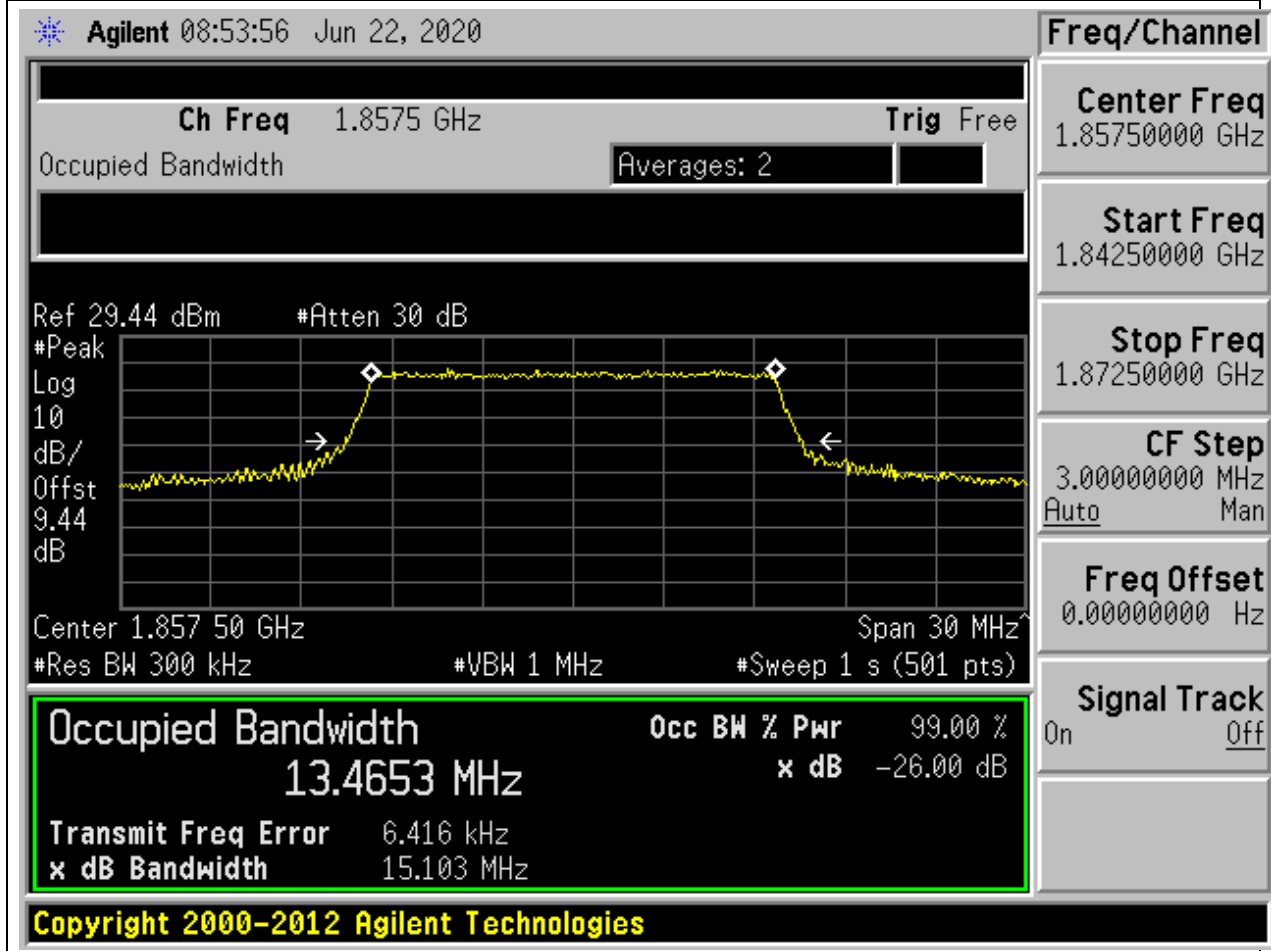 Agilent 08:53:56 Jun 22, 2020
Freq/Channel
Ch Freq 1.8575 GHz Trig Free
Occupied Bandwidth Averages: 2
Center Freq
1.85750000 GHz
Start Freq
1.84250000 GHz
Stop Freq
1.87250000 GHz
CF Step
3.00000000 MHz
Auto Man
Freq Offset
0.00000000 Hz
Signal Track
On Off
Ref 29.44 dBm #Atten 30 dB
#Peak
Log
10
dB/
Offst
9.44
dB
Center 1.857 50 GHz Span 30 MHz^
#Res BW 300 kHz #VBW 1 MHz #Sweep 1 s (501 pts)
Occupied Bandwidth Occ BW % Pwr 99.00 %
13.4653 MHz x dB -26.00 dB
Transmit Freq Error 6.416 kHz
x dB Bandwidth 15.103 MHz
Copyright 2000-2012 Agilent Technologies